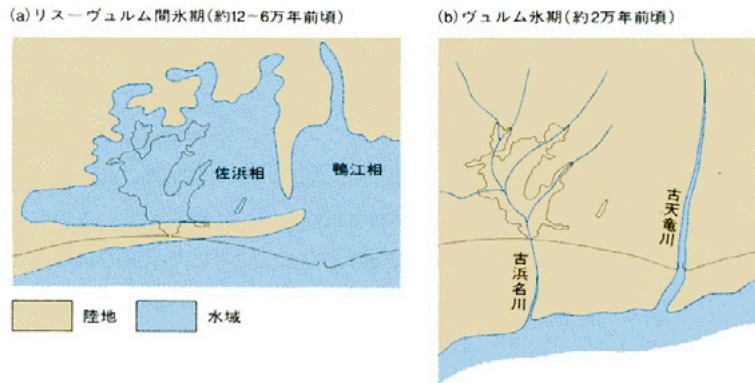 (a) リスーヴュルム間氷期(約12～6万年前頃)
佐浜相
鴨江相
陸地
水域
(b) ヴュルム氷期(約2万年前頃)
古天竜川
古浜名川